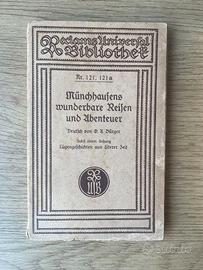 Reclams Universal
Bibliothek
Nr. 121, 121a
Münchhausens
wunderbare Reisen
und Abenteuer
Deutsch von G. A. Bürger
Nebst einem Anhang
Lügengeschichten aus älterer Zeit